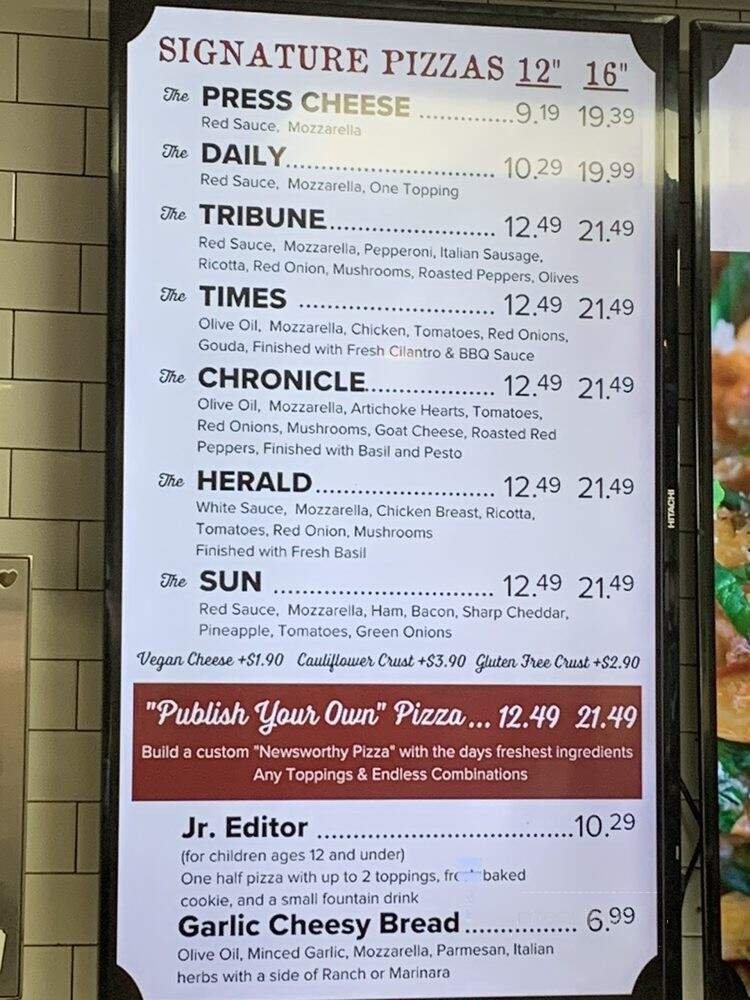 SIGNATURE PIZZAS 12" 16"
The PRESS CHEESE ..............9.19 19.39
Red Sauce, Mozzarella
The DAILY............................... 10.29 19.99
Red Sauce, Mozzarella, One Topping
The TRIBUNE......................... 12.49 21.49
Red Sauce, Mozzarella, Pepperoni, Italian Sausage,
Ricotta, Red Onion, Mushrooms, Roasted Peppers, Olives
The TIMES ............................. 12.49 21.49
Olive Oil, Mozzarella, Chicken, Tomatoes, Red Onions,
Gouda, Finished with Fresh Cilantro & BBQ Sauce
The CHRONICLE................... 12.49 21.49
Olive Oil, Mozzarella, Artichoke Hearts, Tomatoes,
Red Onions, Mushrooms, Goat Cheese, Roasted Red
Peppers, Finished with Basil and Pesto
The HERALD........................... 12.49 21.49
White Sauce, Mozzarella, Chicken Breast, Ricotta,
Tomatoes, Red Onion, Mushrooms
Finished with Fresh Basil
The SUN ................................. 12.49 21.49
Red Sauce, Mozzarella, Ham, Bacon, Sharp Cheddar,
Pineapple, Tomatoes, Green Onions
Vegan Cheese +$1.90 Cauliflower Crust +$3.90 Gluten Free Crust +$2.90
"Publish Your Own" Pizza ... 12.49 21.49
Build a custom "Newsworthy Pizza" with the days freshest ingredients
Any Toppings & Endless Combinations
Jr. Editor .......................................10.29
(for children ages 12 and under)
One half pizza with up to 2 toppings, baked
cookie, and a small fountain drink
Garlic Cheesy Bread................. 6.99
Olive Oil, Minced Garlic, Mozzarella, Parmesan, Italian
herbs with a side of Ranch or Marinara
HITACHI